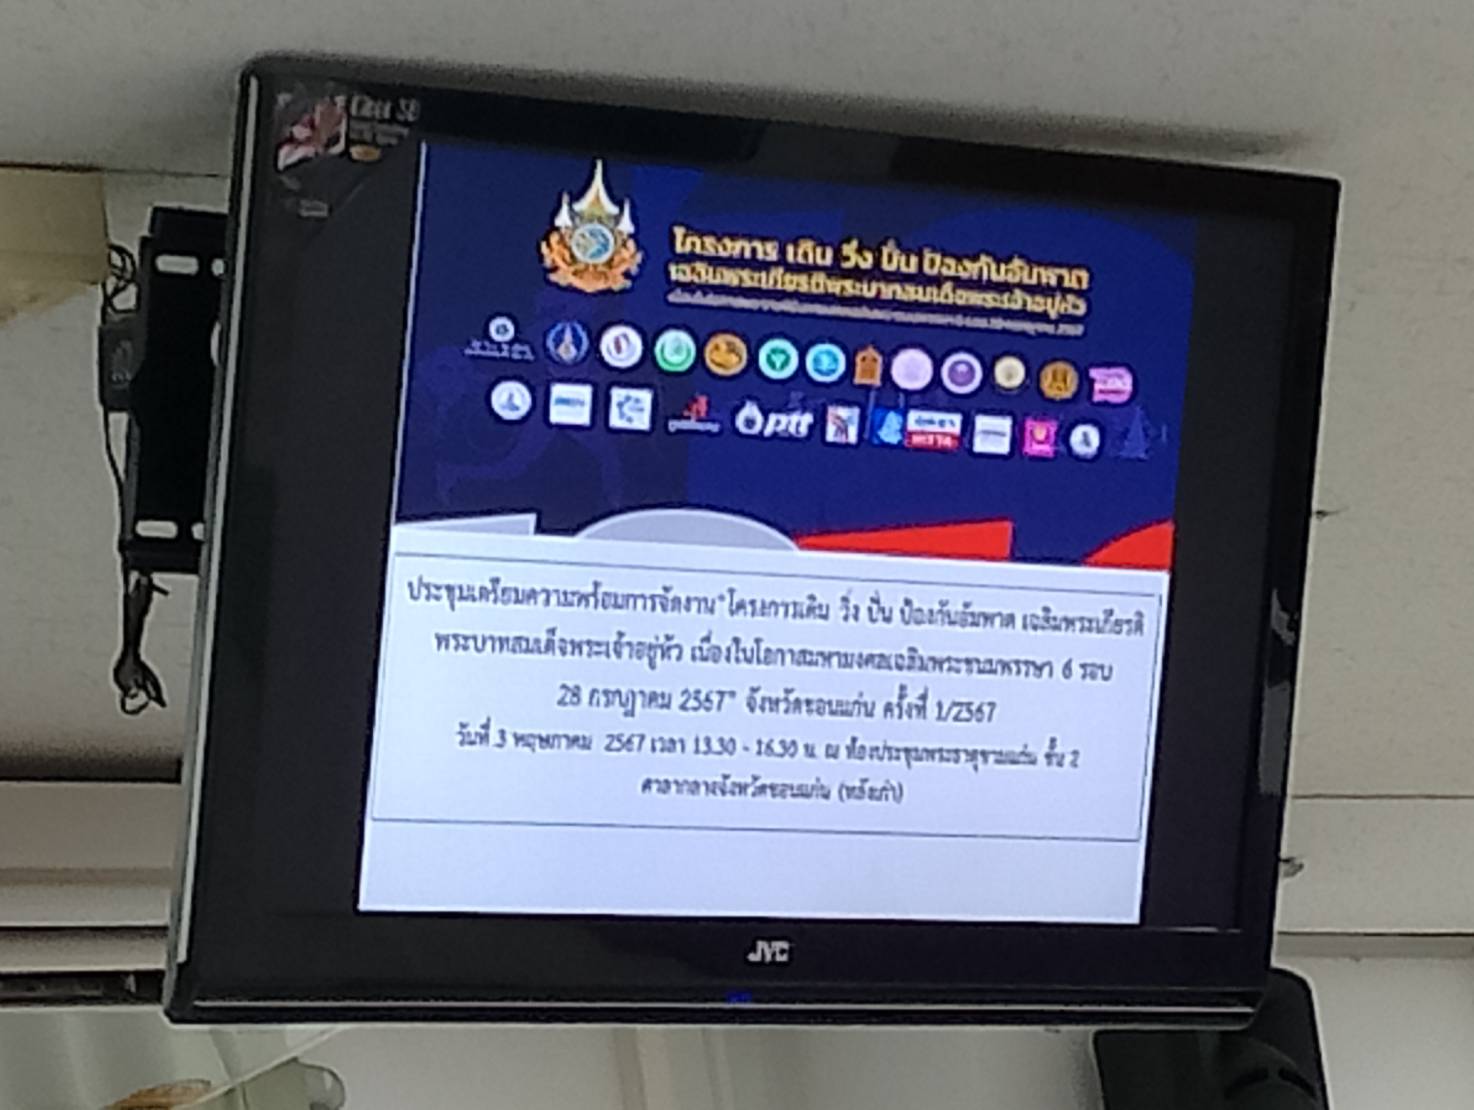 โครงการ เดิน วิ่ง ปั่น ป้องกันอัมพาต
เฉลิมพระเกียรติพระบาทสมเด็จพระเจ้าอยู่หัว
ptt
ประชุมเตรียมความพร้อมการจัดงาน"โครงการเดิน วิ่ง ปั่น ป้องกันอัมพาต เฉลิมพระเกียรติ
พระบาทสมเด็จพระเจ้าอยู่หัว เนื่องในโอกาสมหามงคลเฉลิมพระชนมพรรษา 6 รอบ
28 กรกฎาคม 2567" จังหวัดขอนแก่น ครั้งที่ 1/2567
วันที่ 3 พฤษภาคม 2567 เวลา 13.30 - 16.30 น. ณ ห้องประชุมพระธาตุขามแก่น ชั้น 2
ศาลากลางจังหวัดขอนแก่น (หลังเก่า)
JVC